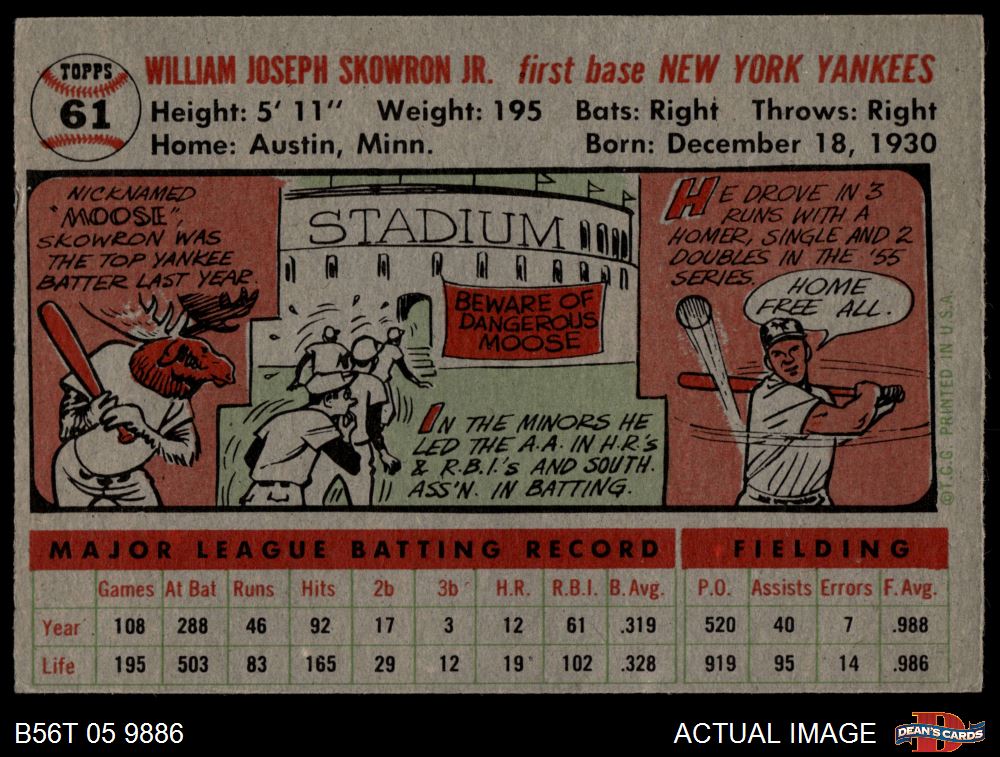 TOPPS
61
WILLIAM JOSEPH SKOWRON JR. first base NEW YORK YANKEES
Height: 5' 11" Weight: 195 Bats: Right Throws: Right
Home: Austin, Minn. Born: December 18, 1930
NICKNAMED
"MOOSE",
SKOWRON WAS
THE TOP YANKEE
BATTER LAST YEAR.
STADIUM
BEWARE OF
DANGEROUS
MOOSE
IN THE MINORS HE
LED THE A.A. IN H.R.'s
& R.B.I.'s AND SOUTH.
ASS'N. IN BATTING.
HE DROVE IN 3
RUNS WITH A
HOMER, SINGLE AND 2
DOUBLES IN THE '55
SERIES.
HOME
FREE ALL.
©T.C.G. PRINTED IN U.S.A.
MAJOR LEAGUE BATTING RECORD FIELDING
Games At Bat Runs Hits 2b 3b H.R. R.B.I. B. Avg. P.O. Assists Errors F. Avg.
Year 108 288 46 92 17 3 12 61 .319 520 40 7 .988
Life 195 503 83 165 29 12 19 102 .328 919 95 14 .986
B56T 05 9886 ACTUAL IMAGE DEAN'S CARDS